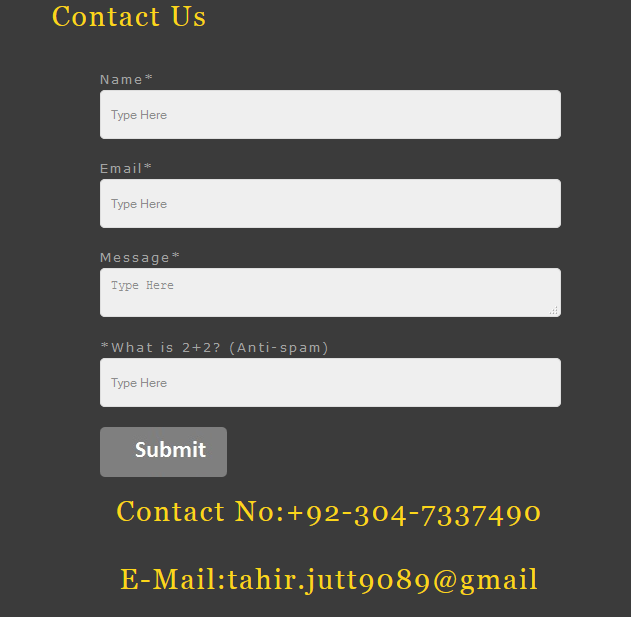 Contact Us
Name*
Type Here
Email*
Type Here
Message*
Type Here
*What is 2+2? (Anti-spam)
Type Here
Submit
Contact No:+92-304-7337490
E-Mail:tahir.jutt9089@gmail